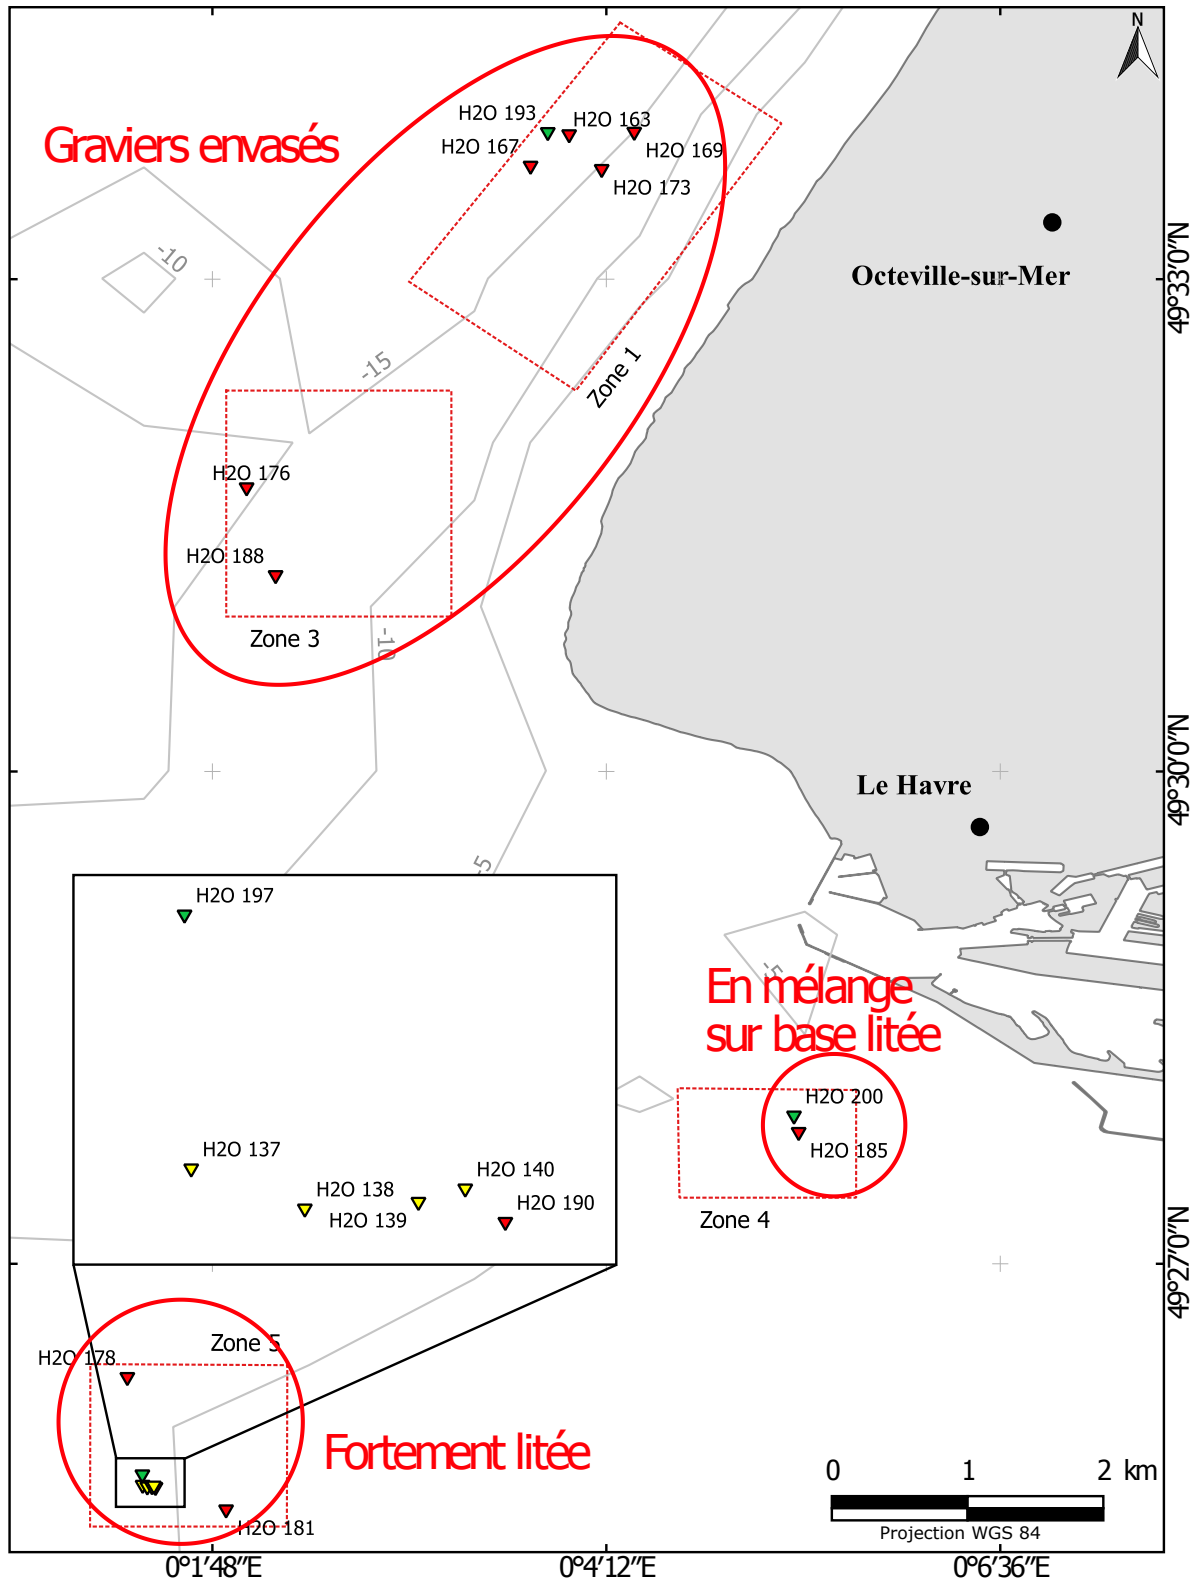 N
H2O 193
H2O 163
Graviers envasés
H2O 167
H2O 169
H2O 173
Octeville-sur-Mer
-10
49°33'0"N
-15
Zone 1
H2O 176
H2O 188
Zone 3
-10
49°30'0"N
Le Havre
-5
H2O 197
-5
En mélange
sur base litée
H2O 200
H2O 185
H2O 137
H2O 140
H2O 138
H2O 190
H2O 139
Zone 4
49°27'0"N
Zone 5
H2O 178
Fortement litée
0 1 2 km
H2O 181
Projection WGS 84
0°1'48"E 0°4'12"E 0°6'36"E